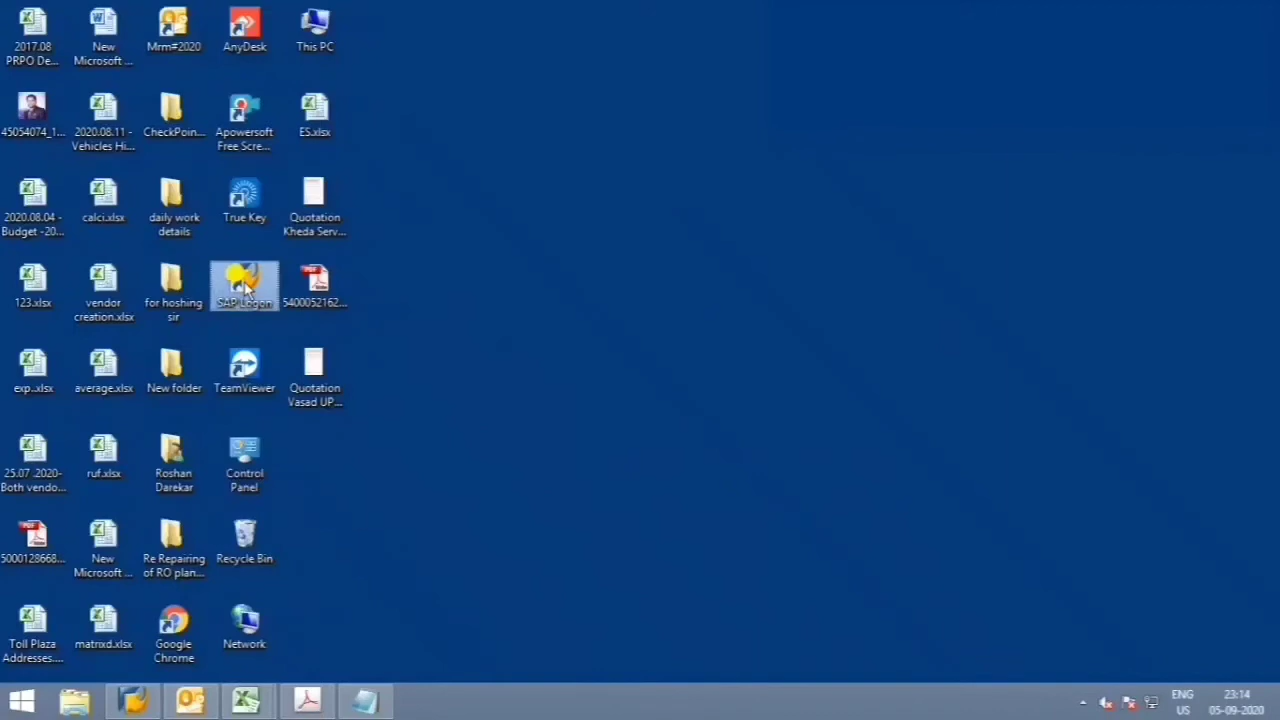 2017.08
PRPO De...
New
Microsoft ...
Mrm#2020
AnyDesk
This PC
45054074_1...
2020.08.11 -
Vehicles Hi...
CheckPoin...
Apowersoft
Free Scre...
ES.xlsx
2020.08.04 -
Budget -20...
calci.xlsx
daily work
details
True Key
Quotation
Kheda Serv...
123.xlsx
vendor
creation.xlsx
for hoshing
sir
SAP Logon
PDF
5400052162...
exp..xlsx
average.xlsx
New folder
TeamViewer
Quotation
Vasad UP...
25.07 .2020-
Both vendo...
ruf.xlsx
Roshan
Darekar
Control
Panel
PDF
5000128668...
New
Microsoft ...
Re Repairing
of RO plan...
Recycle Bin
Toll Plaza
Addresses....
matrixd.xlsx
Google
Chrome
Network
ENG
US
23:14
05-09-2020